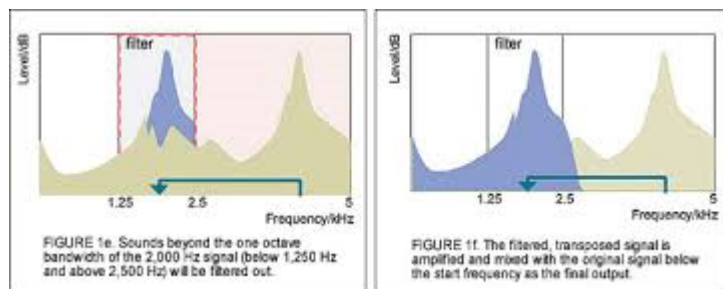 filter
Level/dB
1.25
2.5
5
Frequency/kHz
FIGURE 1e. Sounds beyond the one octave
bandwidth of the 2,000 Hz signal (below 1,250 Hz
and above 2,500 Hz) will be filtered out.
filter
Level/dB
1.25
2.5
5
Frequency/kHz
FIGURE 1f. The filtered, transposed signal is
amplified and mixed with the original signal below
the start frequency as the final output.